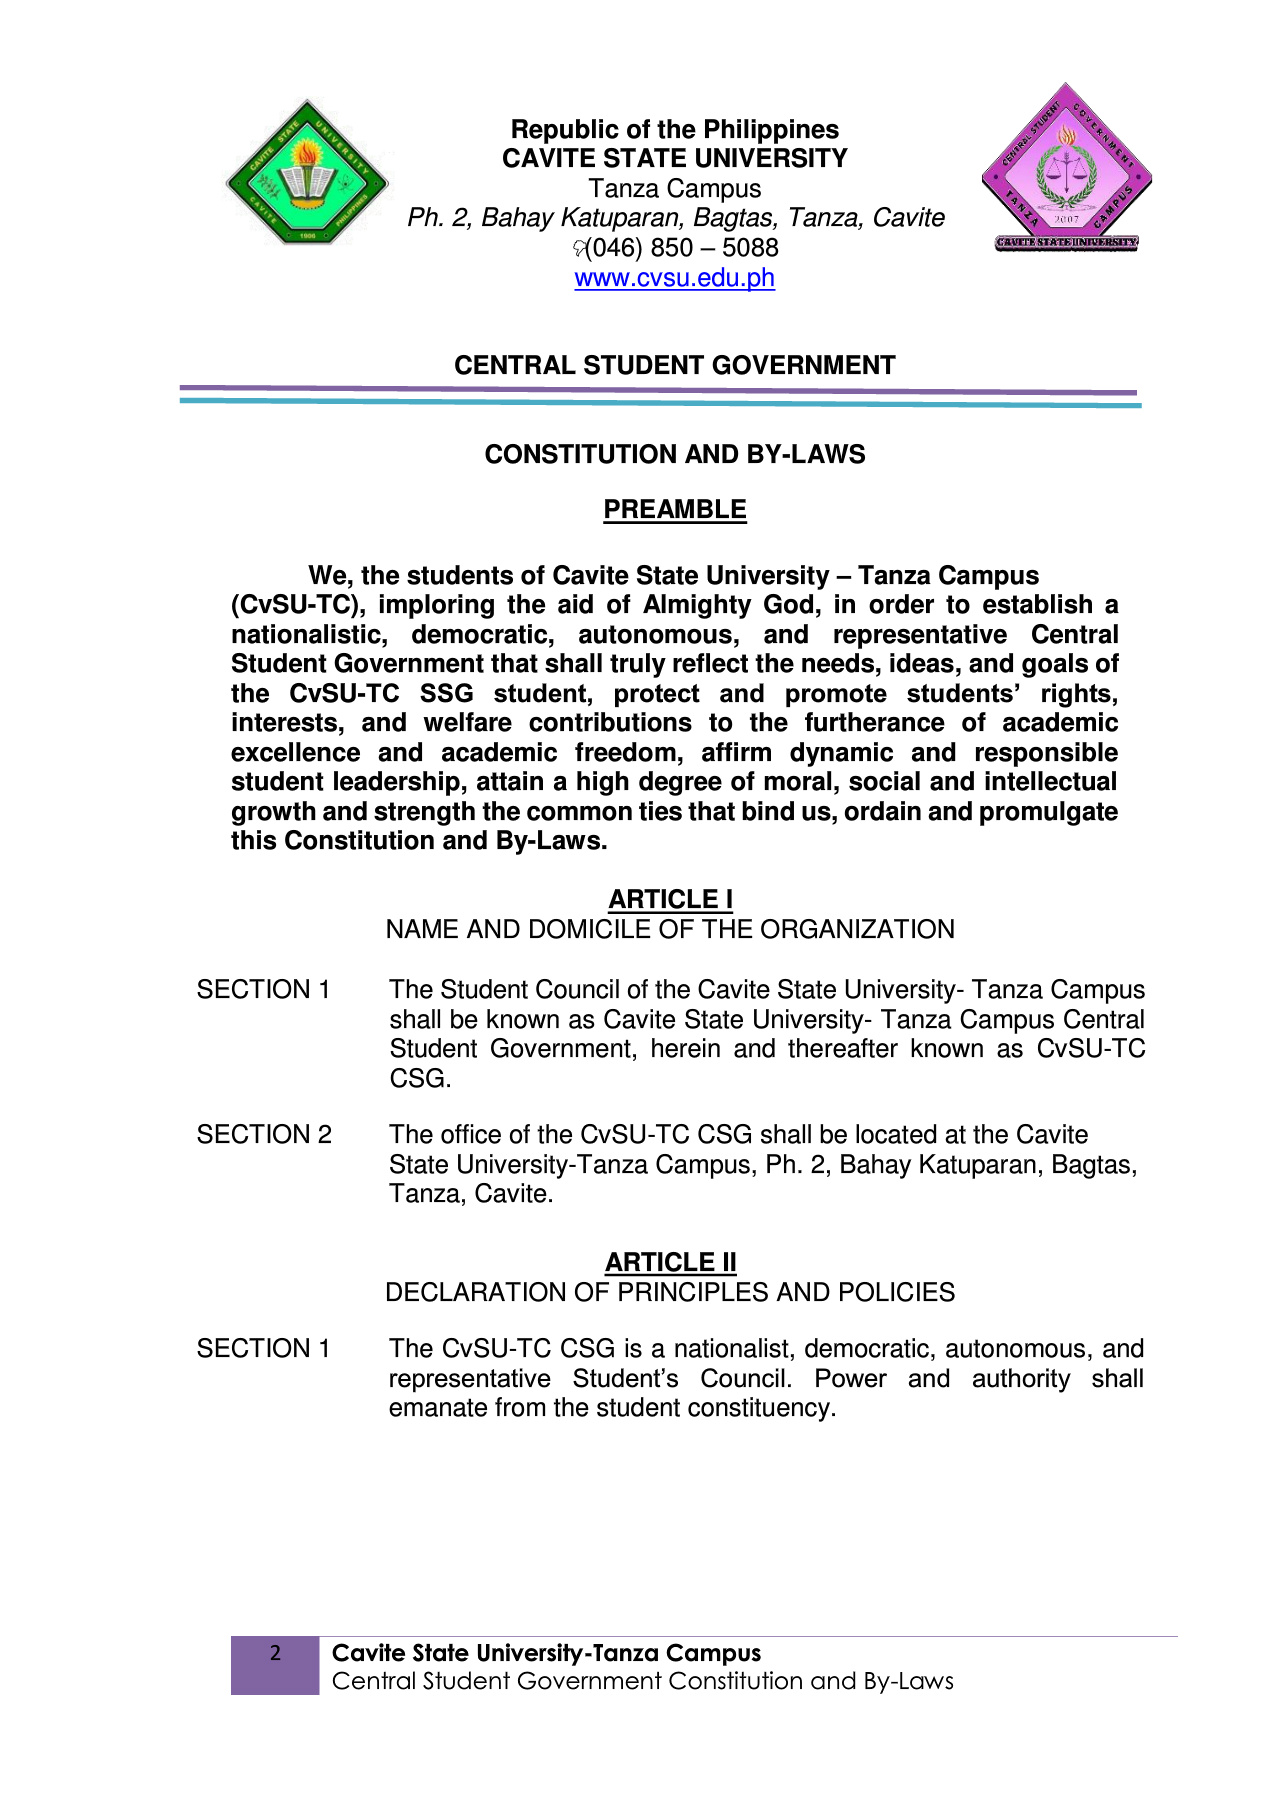 CAVITE STATE UNIVERSITY
CAVITE
PHILIPPINES
1906
CENTRAL STUDENT GOVERNMENT
TANZA CAMPUS
2007
CAVITE STATE UNIVERSITY
Republic of the Philippines
CAVITE STATE UNIVERSITY
Tanza Campus
Ph. 2, Bahay Katuparan, Bagtas, Tanza, Cavite
(046) 850 – 5088
www.cvsu.edu.ph
CENTRAL STUDENT GOVERNMENT
CONSTITUTION AND BY-LAWS
PREAMBLE
We, the students of Cavite State University – Tanza Campus
(CvSU-TC), imploring the aid of Almighty God, in order to establish a
nationalistic, democratic, autonomous, and representative Central
Student Government that shall truly reflect the needs, ideas, and goals of
the CvSU-TC SSG student, protect and promote students’ rights,
interests, and welfare contributions to the furtherance of academic
excellence and academic freedom, affirm dynamic and responsible
student leadership, attain a high degree of moral, social and intellectual
growth and strength the common ties that bind us, ordain and promulgate
this Constitution and By-Laws.
ARTICLE I
NAME AND DOMICILE OF THE ORGANIZATION
SECTION 1 The Student Council of the Cavite State University- Tanza Campus
shall be known as Cavite State University- Tanza Campus Central
Student Government, herein and thereafter known as CvSU-TC
CSG.
SECTION 2 The office of the CvSU-TC CSG shall be located at the Cavite
State University-Tanza Campus, Ph. 2, Bahay Katuparan, Bagtas,
Tanza, Cavite.
ARTICLE II
DECLARATION OF PRINCIPLES AND POLICIES
SECTION 1 The CvSU-TC CSG is a nationalist, democratic, autonomous, and
representative Student’s Council. Power and authority shall
emanate from the student constituency.
2 Cavite State University-Tanza Campus
Central Student Government Constitution and By-Laws